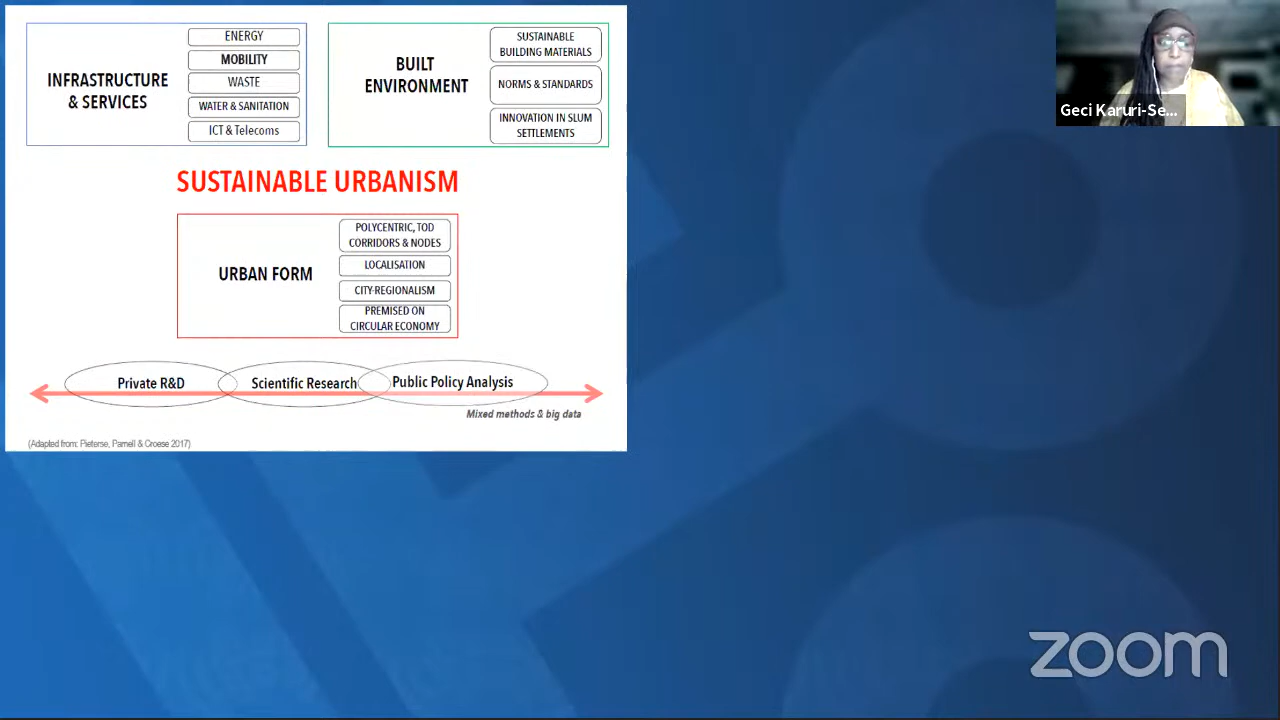 INFRASTRUCTURE
& SERVICES
ENERGY
MOBILITY
WASTE
WATER & SANITATION
ICT & Telecoms
BUILT
ENVIRONMENT
SUSTAINABLE
BUILDING MATERIALS
NORMS & STANDARDS
INNOVATION IN SLUM
SETTLEMENTS
SUSTAINABLE URBANISM
URBAN FORM
POLYCENTRIC, TOD
CORRIDORS & NODES
LOCALISATION
CITY-REGIONALISM
PREMISED ON
CIRCULAR ECONOMY
Private R&D
Scientific Research
Public Policy Analysis
Mixed methods & big data
(Adapted from: Pieterse, Parnell & Croese 2017)
Geci Karuri-Se...
zoom